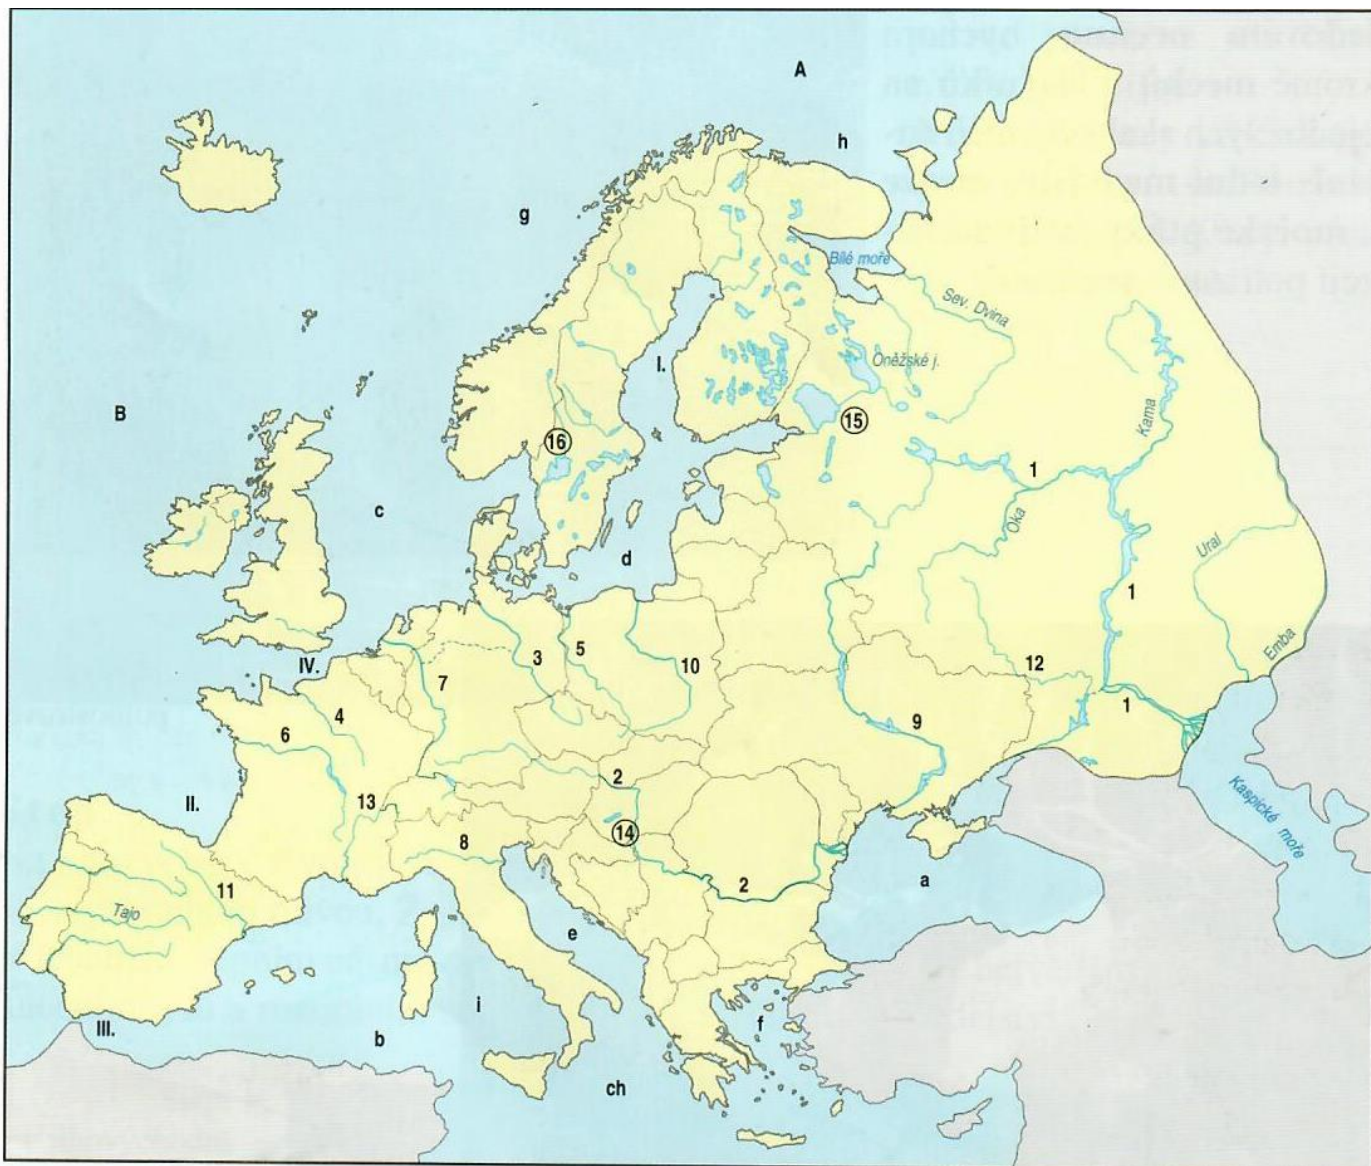 A
h
g
Bílé moře
Sev. Dvina
I.
Oněžské j.
B
Kama
15
16
1
c
Oka
Ural
d
1
Emba
IV.
3
5
10
12
7
4
9
1
6
2
Kaspické moře
II.
13
14
8
a
11
2
Tajo
e
i
f
III.
b
ch